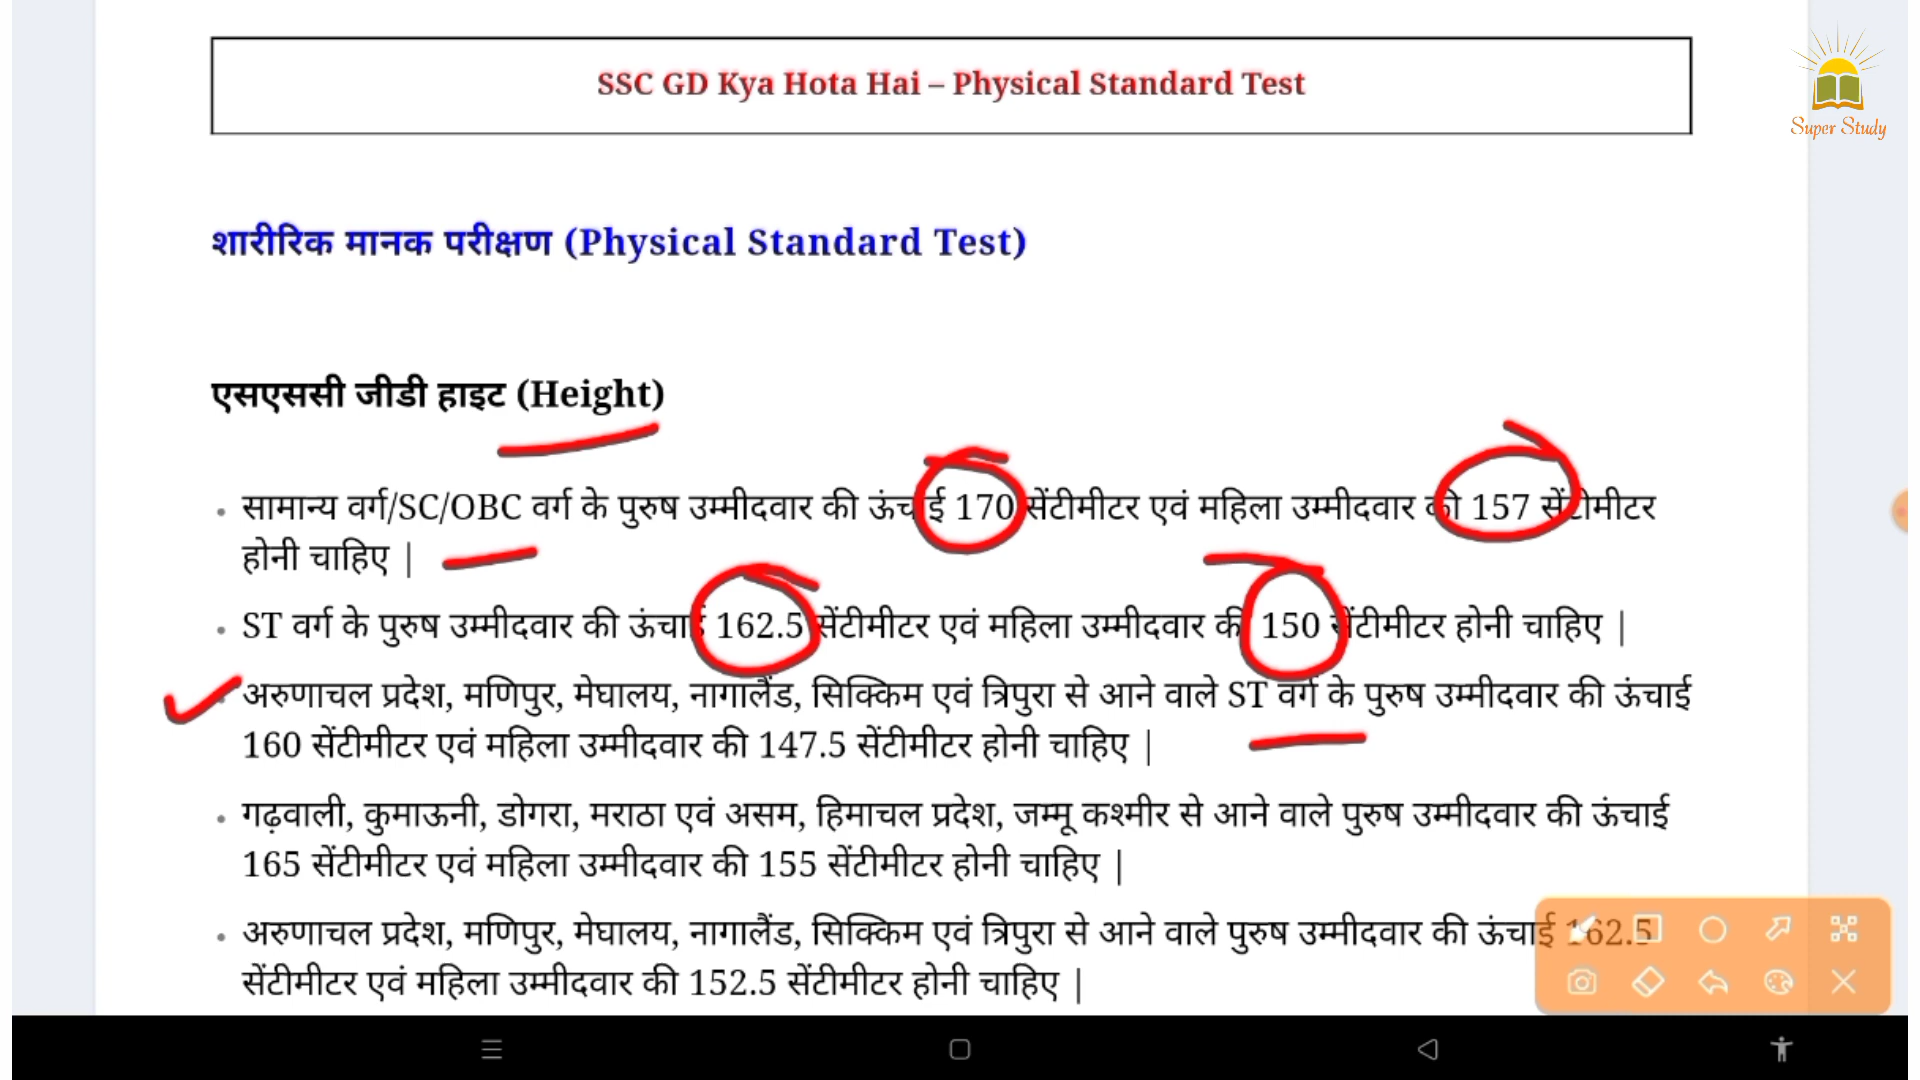 SSC GD Kya Hota Hai – Physical Standard Test
Super Study
शारीरिक मानक परीक्षण (Physical Standard Test)
एसएससी जीडी हाइट (Height)
सामान्य वर्ग/SC/OBC वर्ग के पुरुष उम्मीदवार की ऊंचाई 170 सेंटीमीटर एवं महिला उम्मीदवार की 157 सेंटीमीटर
होनी चाहिए |
ST वर्ग के पुरुष उम्मीदवार की ऊंचाई 162.5 सेंटीमीटर एवं महिला उम्मीदवार की 150 सेंटीमीटर होनी चाहिए |
अरुणाचल प्रदेश, मणिपुर, मेघालय, नागालैंड, सिक्किम एवं त्रिपुरा से आने वाले ST वर्ग के पुरुष उम्मीदवार की ऊंचाई
160 सेंटीमीटर एवं महिला उम्मीदवार की 147.5 सेंटीमीटर होनी चाहिए |
गढ़वाली, कुमाऊनी, डोगरा, मराठा एवं असम, हिमाचल प्रदेश, जम्मू कश्मीर से आने वाले पुरुष उम्मीदवार की ऊंचाई
165 सेंटीमीटर एवं महिला उम्मीदवार की 155 सेंटीमीटर होनी चाहिए |
अरुणाचल प्रदेश, मणिपुर, मेघालय, नागालैंड, सिक्किम एवं त्रिपुरा से आने वाले पुरुष उम्मीदवार की ऊंचाई 162.5
सेंटीमीटर एवं महिला उम्मीदवार की 152.5 सेंटीमीटर होनी चाहिए |